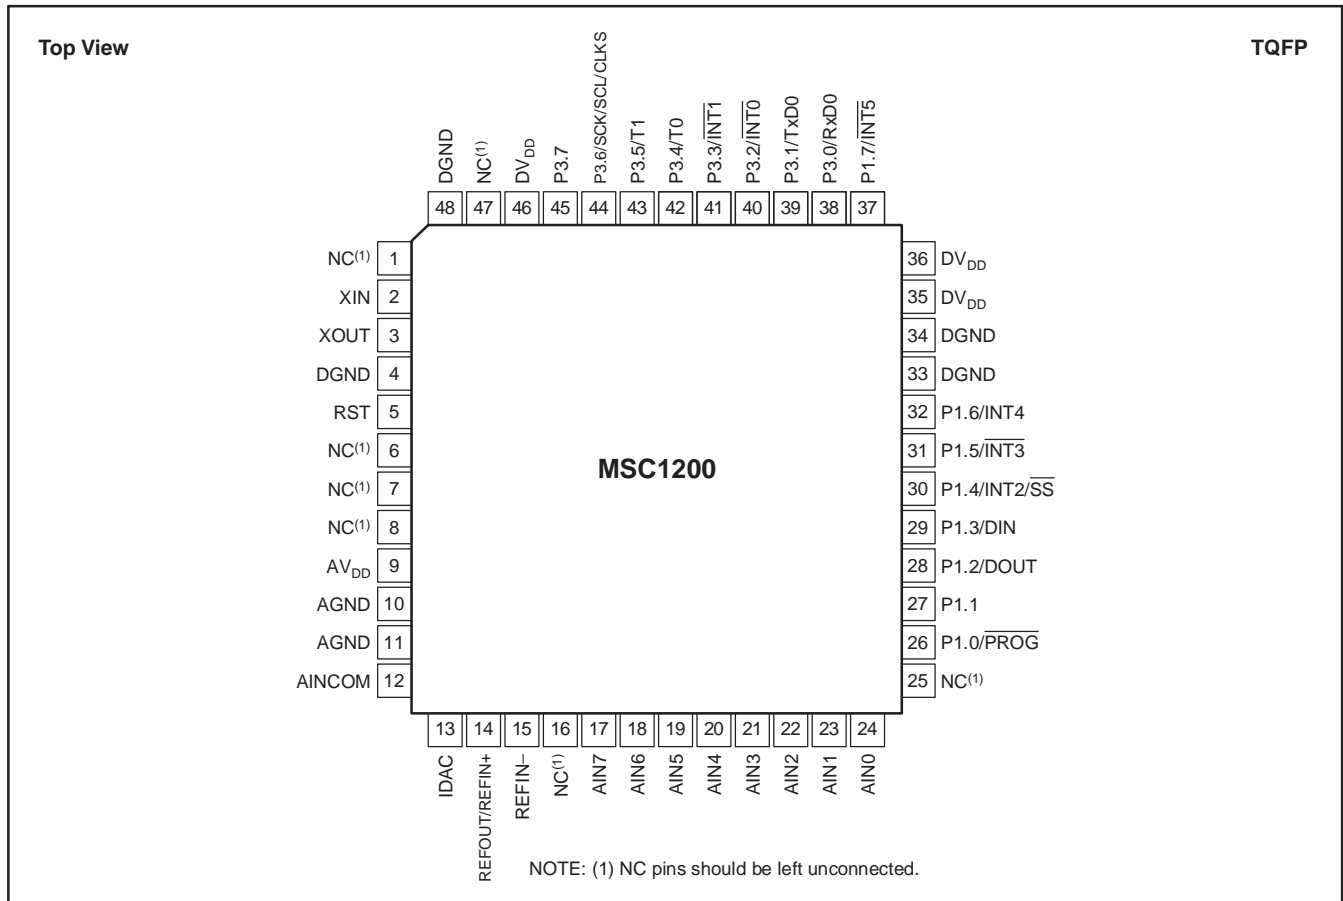 Top View
TQFP
DGND
NC(1)
DVDD
P3.7
P3.6/SCK/SCL/CLKS
P3.5/T1
P3.4/T0
P3.3/INT1
P3.2/INT0
P3.1/TxD0
P3.0/RxD0
P1.7/INT5
48 47 46 45 44 43 42 41 40 39 38 37
NC(1) 1
XIN 2
XOUT 3
DGND 4
RST 5
NC(1) 6
NC(1) 7
NC(1) 8
AVDD 9
AGND 10
AGND 11
AINCOM 12
MSC1200
36 DVDD
35 DVDD
34 DGND
33 DGND
32 P1.6/INT4
31 P1.5/INT3
30 P1.4/INT2/SS
29 P1.3/DIN
28 P1.2/DOUT
27 P1.1
26 P1.0/PROG
25 NC(1)
13 14 15 16 17 18 19 20 21 22 23 24
IDAC
REFOUT/REFIN+
REFIN–
NC(1)
AIN7
AIN6
AIN5
AIN4
AIN3
AIN2
AIN1
AIN0
NOTE: (1) NC pins should be left unconnected.